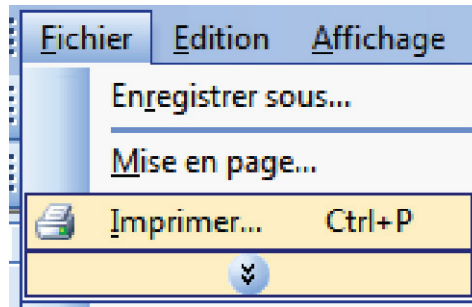 Fichier Edition Affichage
Enregistrer sous...
Mise en page...
Imprimer... Ctrl+P